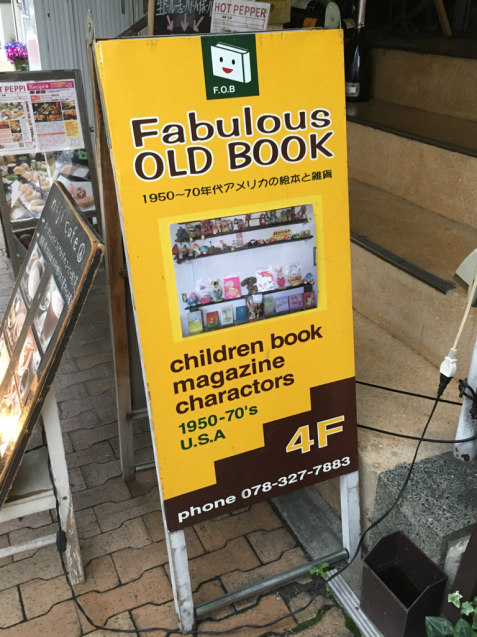 HOT PEPPER
F.O.B
Fabulous
OLD BOOK
1950～70年代アメリカの絵本と雑貨
children book
magazine
charactors
1950-70's
U.S.A
4F
phone 078-327-7883